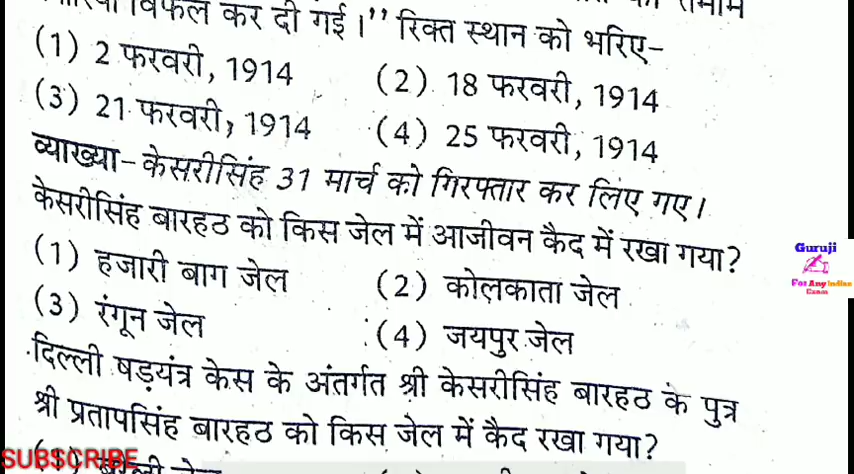 विफल कर दी गई।’’ रिक्त स्थान को भरिए–
(1) 2 फरवरी, 1914
(2) 18 फरवरी, 1914
(3) 21 फरवरी, 1914
(4) 25 फरवरी, 1914
व्याख्या–केसरीसिंह 31 मार्च को गिरफ्तार कर लिए गए।
केसरीसिंह बारहठ को किस जेल में आजीवन कैद में रखा गया?
(1) हजारी बाग जेल
(2) कोलकाता जेल
(3) रंगून जेल
(4) जयपुर जेल
दिल्ली षड़यंत्र केस के अंतर्गत श्री केसरीसिंह बारहठ के पुत्र
श्री प्रतापसिंह बारहठ को किस जेल में कैद रखा गया?
Guruji
For Any Indian
Exam
SUBSCRIBE